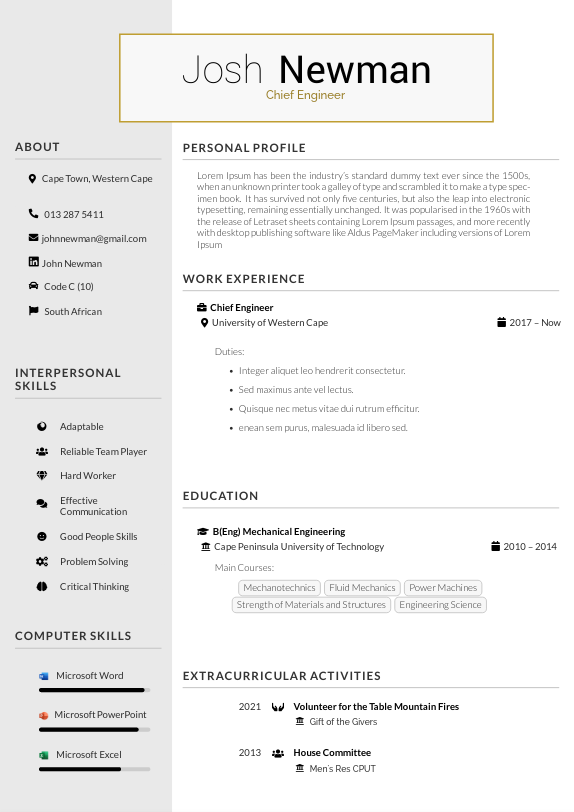 Josh Newman
Chief Engineer
ABOUT
Cape Town, Western Cape
013 287 5411
johnnewman@gmail.com
John Newman
Code C (10)
South African
INTERPERSONAL
SKILLS
Adaptable
Reliable Team Player
Hard Worker
Effective
Communication
Good People Skills
Problem Solving
Critical Thinking
COMPUTER SKILLS
Microsoft Word
Microsoft PowerPoint
Microsoft Excel
PERSONAL PROFILE
Lorem Ipsum has been the industry's standard dummy text ever since the 1500s,
when an unknown printer took a galley of type and scrambled it to make a type spec-
imen book. It has survived not only five centuries, but also the leap into electronic
typesetting, remaining essentially unchanged. It was popularised in the 1960s with
the release of Letraset sheets containing Lorem Ipsum passages, and more recently
with desktop publishing software like Aldus PageMaker including versions of Lorem
Ipsum
WORK EXPERIENCE
Chief Engineer
University of Western Cape 2017 – Now
Duties:
• Integer aliquet leo hendrerit consectetur.
• Sed maximus ante vel lectus.
• Quisque nec metus vitae dui rutrum efficitur.
• enean sem purus, malesuada id libero sed.
EDUCATION
B(Eng) Mechanical Engineering
Cape Peninsula University of Technology 2010 – 2014
Main Courses:
Mechanotechnics Fluid Mechanics Power Machines
Strength of Materials and Structures Engineering Science
EXTRACURRICULAR ACTIVITIES
2021 Volunteer for the Table Mountain Fires
Gift of the Givers
2013 House Committee
Men's Res CPUT